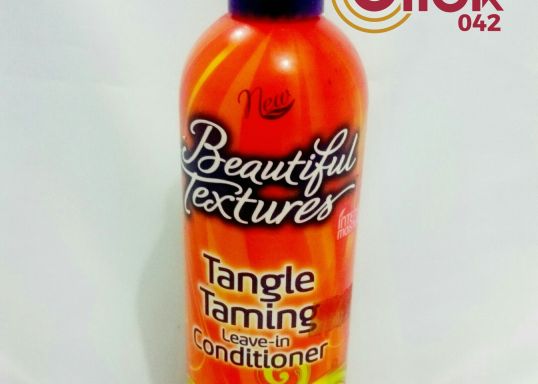 042
New
Beautiful
Textures
Tangle
Taming
Leave-in
Conditioner